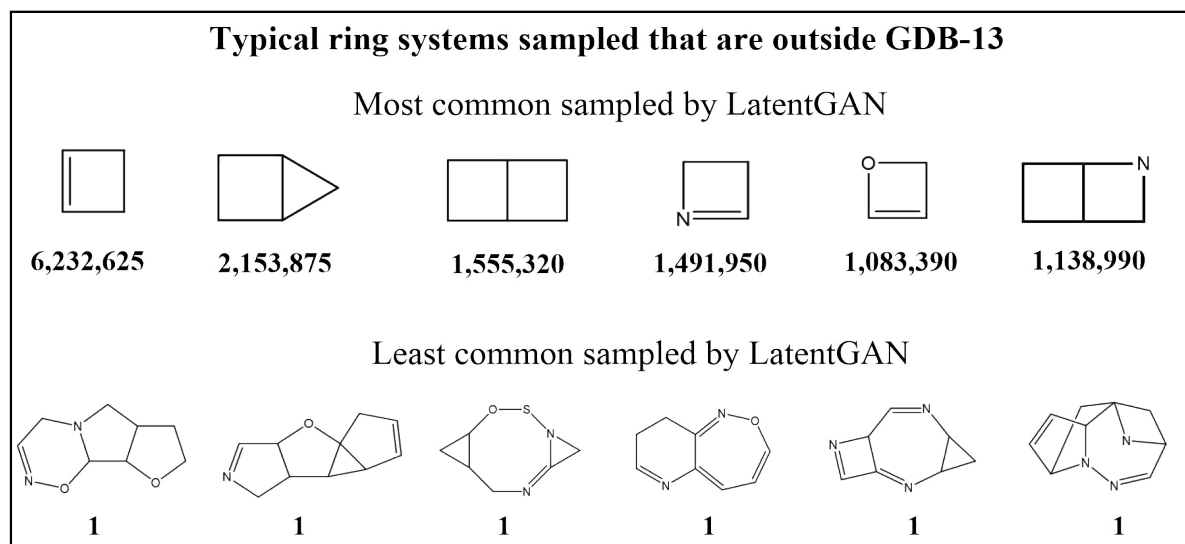 Typical ring systems sampled that are outside GDB-13
Most common sampled by LatentGAN
N O N
6,232,625 2,153,875 1,555,320 1,491,950 1,083,390 1,138,990
Least common sampled by LatentGAN
N N O O
O N O
O S N N
N O N
N N N
N N N
1 1 1 1 1 1